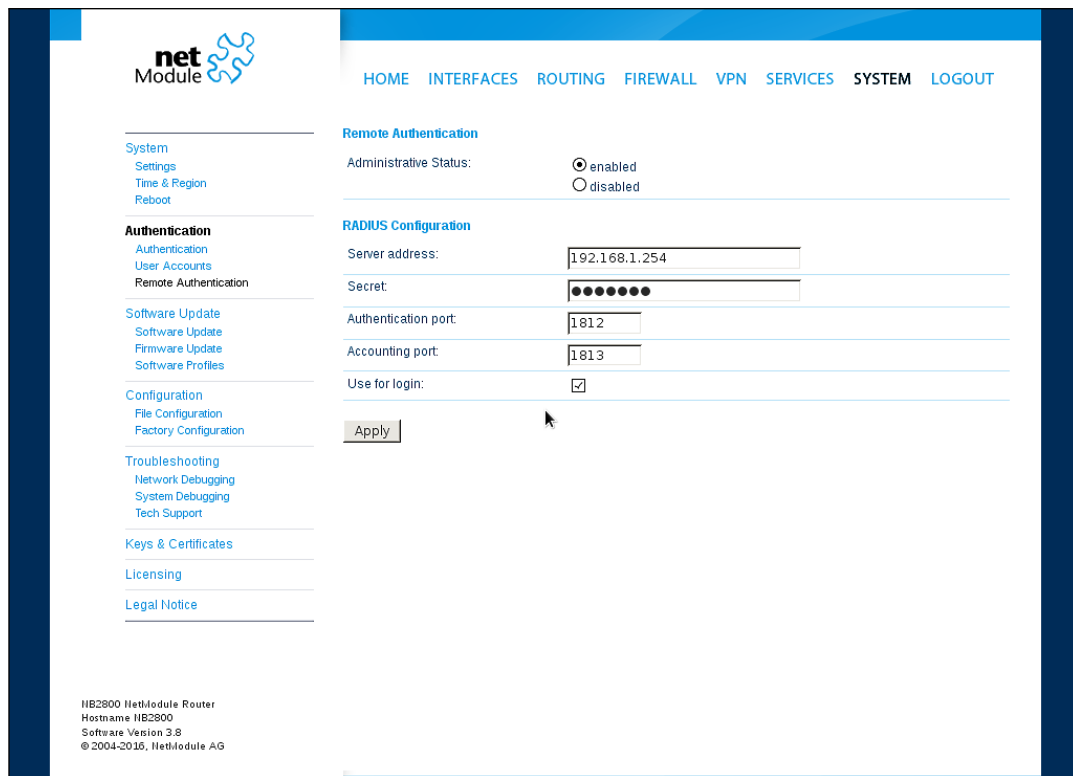 net
Module
HOME INTERFACES ROUTING FIREWALL VPN SERVICES SYSTEM LOGOUT
System
Settings
Time & Region
Reboot
Authentication
Authentication
User Accounts
Remote Authentication
Software Update
Software Update
Firmware Update
Software Profiles
Configuration
File Configuration
Factory Configuration
Troubleshooting
Network Debugging
System Debugging
Tech Support
Keys & Certificates
Licensing
Legal Notice
Remote Authentication
Administrative Status:
enabled
disabled
RADIUS Configuration
Server address: 192.168.1.254
Secret: ●●●●●●●
Authentication port: 1812
Accounting port: 1813
Use for login:
Apply
NB2800 NetModule Router
Hostname NB2800
Software Version 3.8
© 2004-2016, NetModule AG